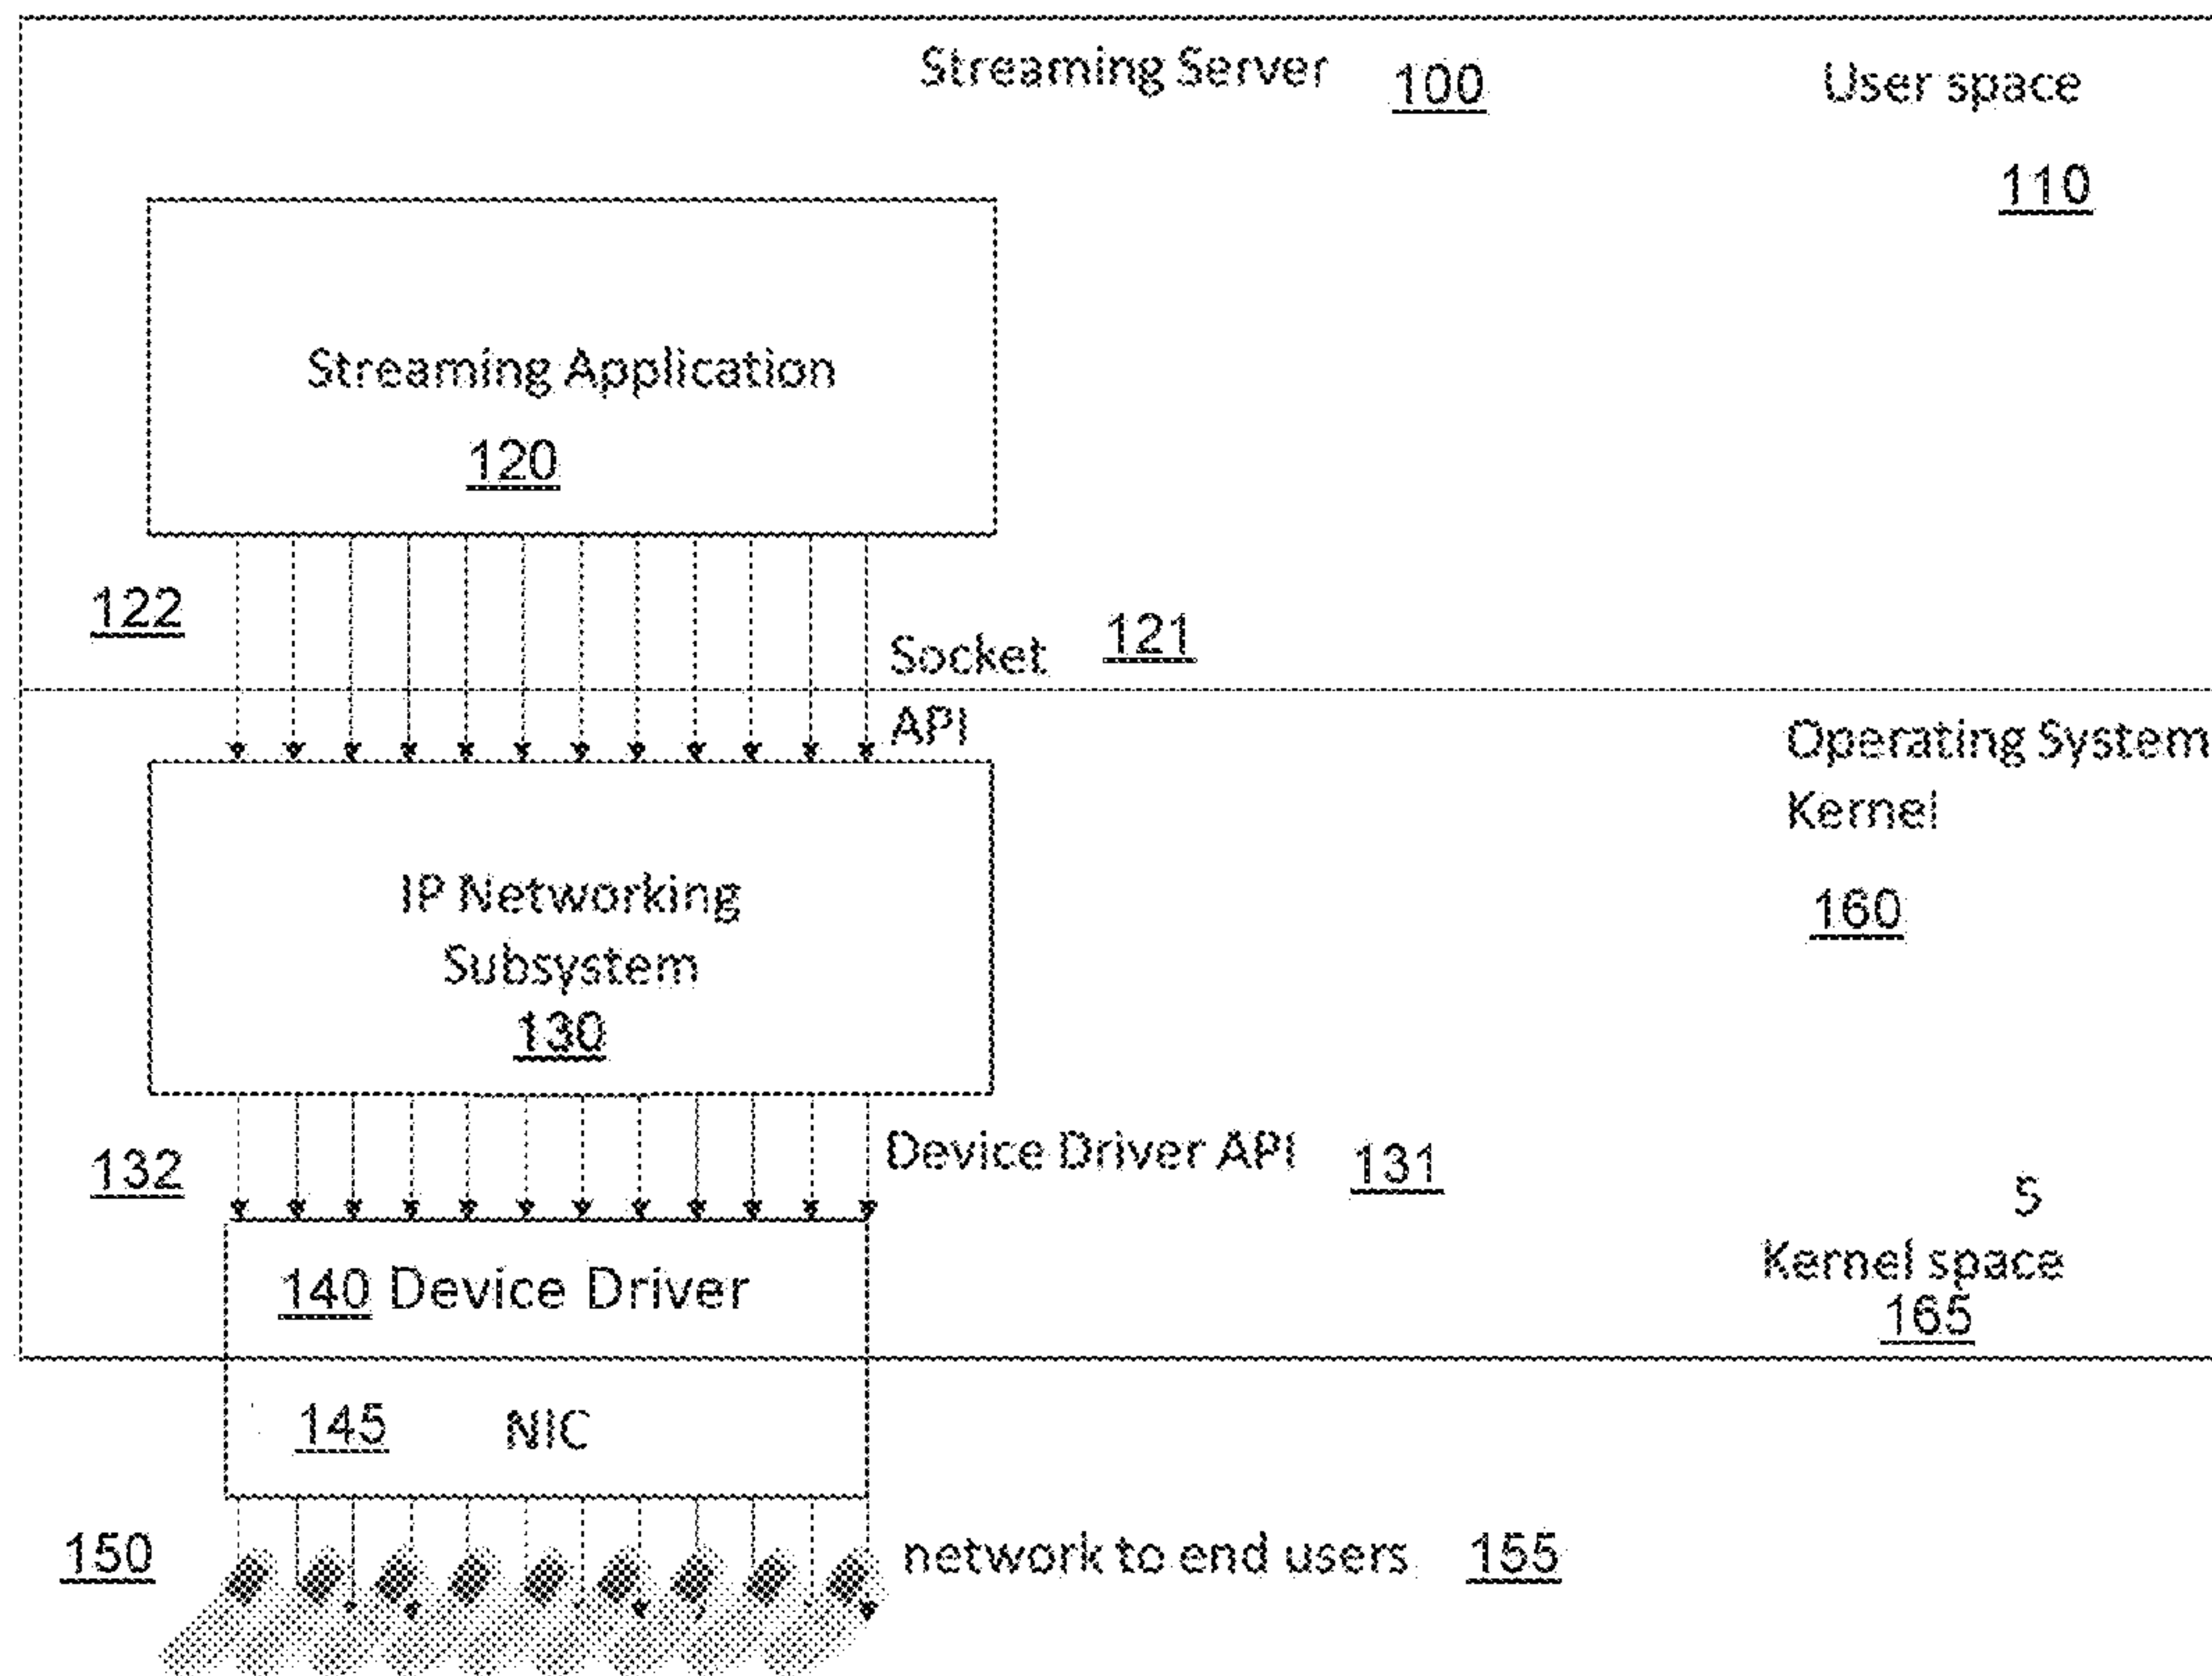 Streaming Server 100
User space
110
Streaming Application
120
122
Socket 121
API
Operating System
Kernel
160
IP Networking
Subsystem
130
132
Device Driver API 131
5
Kernel space
165
140 Device Driver
145 NIC
150
network to end users 155